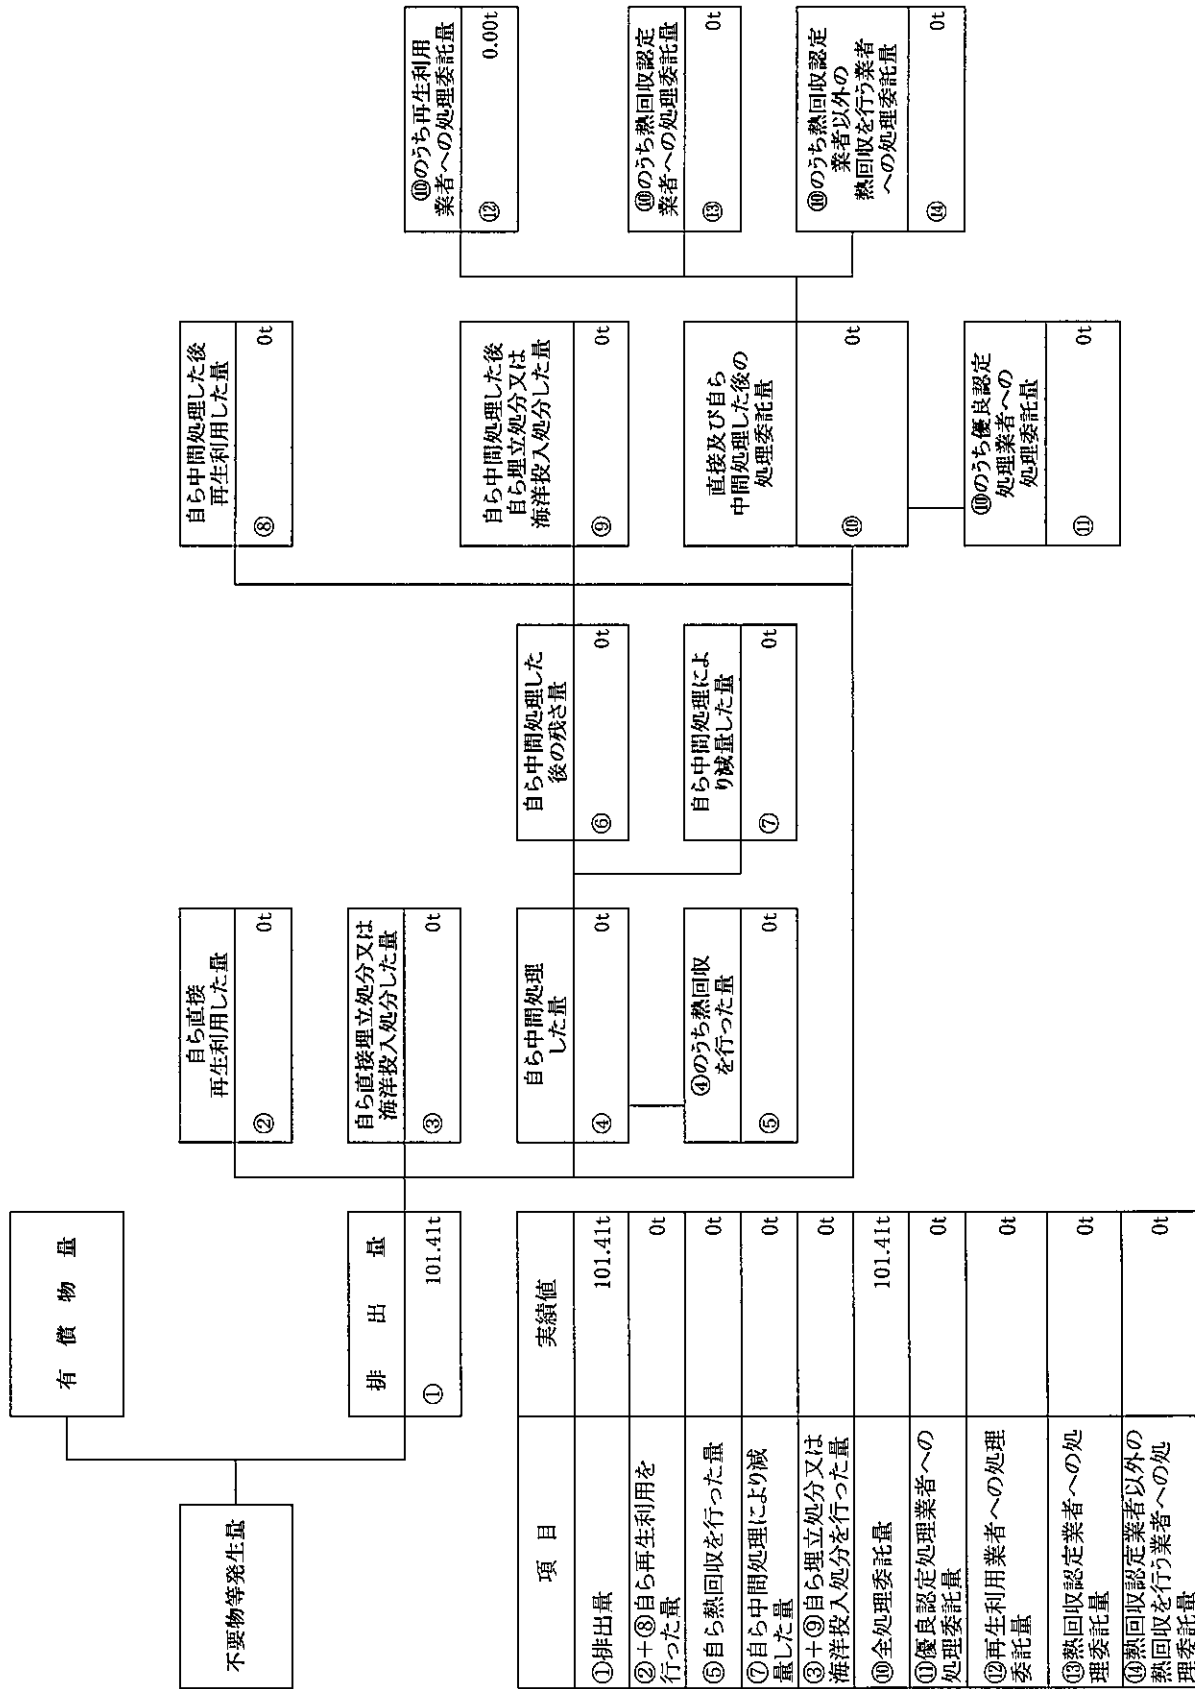 不要物等発生量
有 償 物 量
排 出 量
① 101.41t
自ら直接
再生利用した量
② 0t
自ら直接埋立処分又は
海洋投入処分した量
③ 0t
自ら中間処理
した量
④ 0t
④のうち熱回収
を行った量
⑤ 0t
自ら中間処理した
後の残さ量
⑥ 0t
自ら中間処理によ
り減量した量
⑦ 0t
自ら中間処理した後
再生利用した量
⑧ 0t
自ら中間処理した後
自ら埋立処分又は
海洋投入処分した量
⑨ 0t
直接及び自ら
中間処理した後の
処理委託量
⑩ 0t
⑩のうち優良認定
処理業者への
処理委託量
⑪ 0t
⑩のうち再生利用
業者への処理委託量
⑫ 0.00t
⑩のうち熱回収認定
業者への処理委託量
⑬ 0t
⑩のうち熱回収認定
業者以外の
熱回収を行う業者
への処理委託量
⑭ 0t
項 目 実績値
①排出量 101.41t
②+⑧自ら再生利用を
行った量 0t
⑤自ら熱回収を行った量 0t
⑦自ら中間処理により減
量した量 0t
③+⑨自ら埋立処分又は
海洋投入処分を行った量 0t
⑩全処理委託量 101.41t
⑪優良認定処理業者への
処理委託量 0t
⑫再生利用業者への処理
委託量 0t
⑬熱回収認定業者への処
理委託量 0t
⑭熱回収認定業者以外の
熱回収を行う業者への処
理委託量 0t